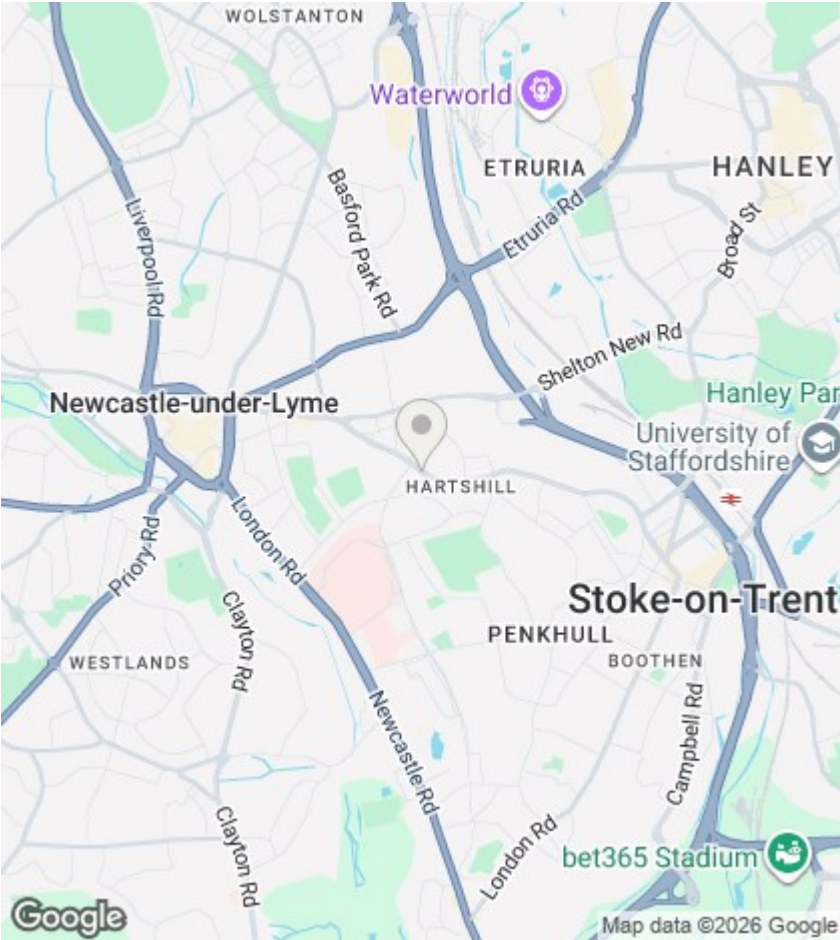 WOLSTANTON
Waterworld
ETRURIA
HANLEY
Basford Park Rd
Liverpool Rd
Etruria Rd
Broad St
Shelton New Rd
Newcastle-under-Lyme
Hanley Par
University of
Staffordshire
HARTSHILL
London Rd
Priory Rd
Stoke-on-Trent
Clayton Rd
PENKHULL
WESTLANDS
BOOTHEN
Newcastle Rd
Campbell Rd
Clayton Rd
London Rd
bet365 Stadium
Google
Map data ©2026 Google